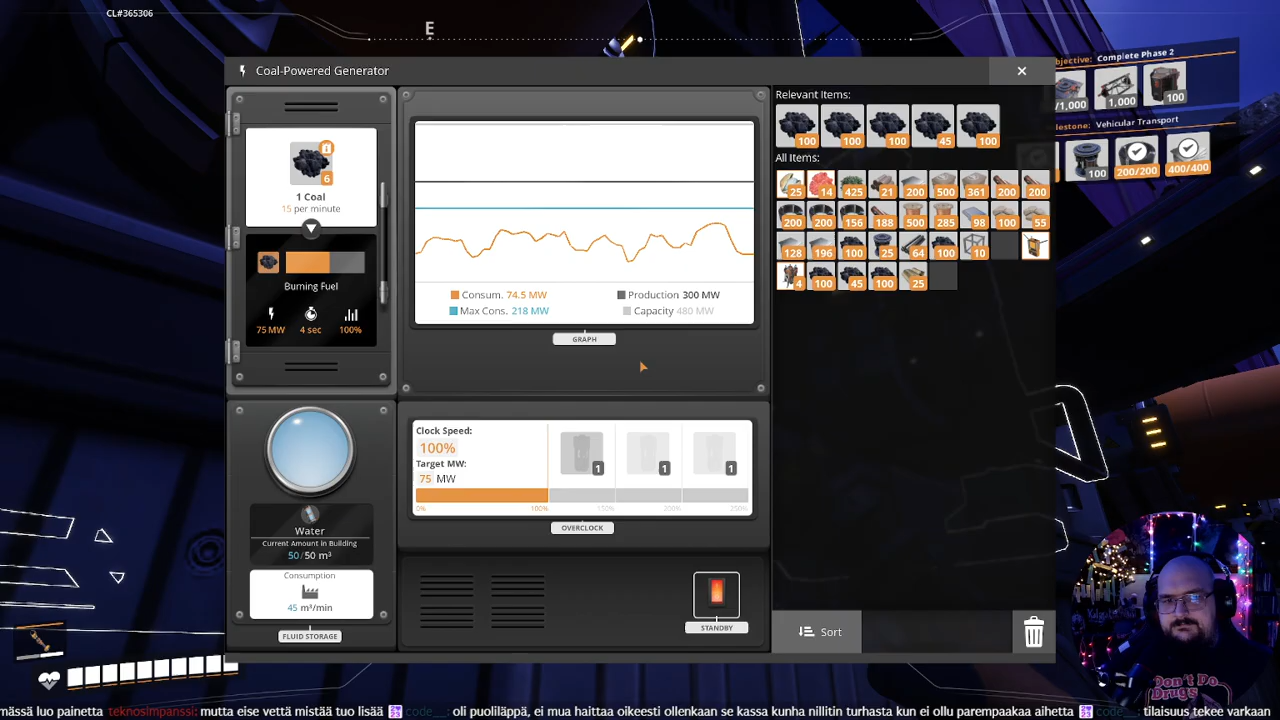 CL#365306
E
Coal-Powered Generator
Objective: Complete Phase 2
/1,000
1,000
100
Milestone: Vehicular Transport
100
200/200
400/400
6
1 Coal
15 per minute
Burning Fuel
75 MW
4 sec
100%
Consum. 74.5 MW
Production 300 MW
Max Cons. 218 MW
Capacity 480 MW
GRAPH
Relevant Items:
100 100 100 45 100
All Items:
25 14 425 21 200 500 361 200 200
200 200 156 188 500 285 98 100 55
128 196 100 25 64 100 10
4 100 45 100 25
Clock Speed:
100%
Target MW:
75 MW
1 1 1
0% 100% 150% 200% 250%
OVERCLOCK
Water
Current Amount in Building
50/50 m³
Consumption
45 m³/min
FLUID STORAGE
STANDBY
Sort
Don't Do
Drugs
mässä luo painetta teknosimpanssi: mutta eise vettä mistää tuo lisää code__: oli puoliläppä, ei mua haittaa oikeesti ollenkaan se kassa kunha nillitin turhasta kun ei ollu parempaakaa aihetta code__: tilaisuus tekee varkaan